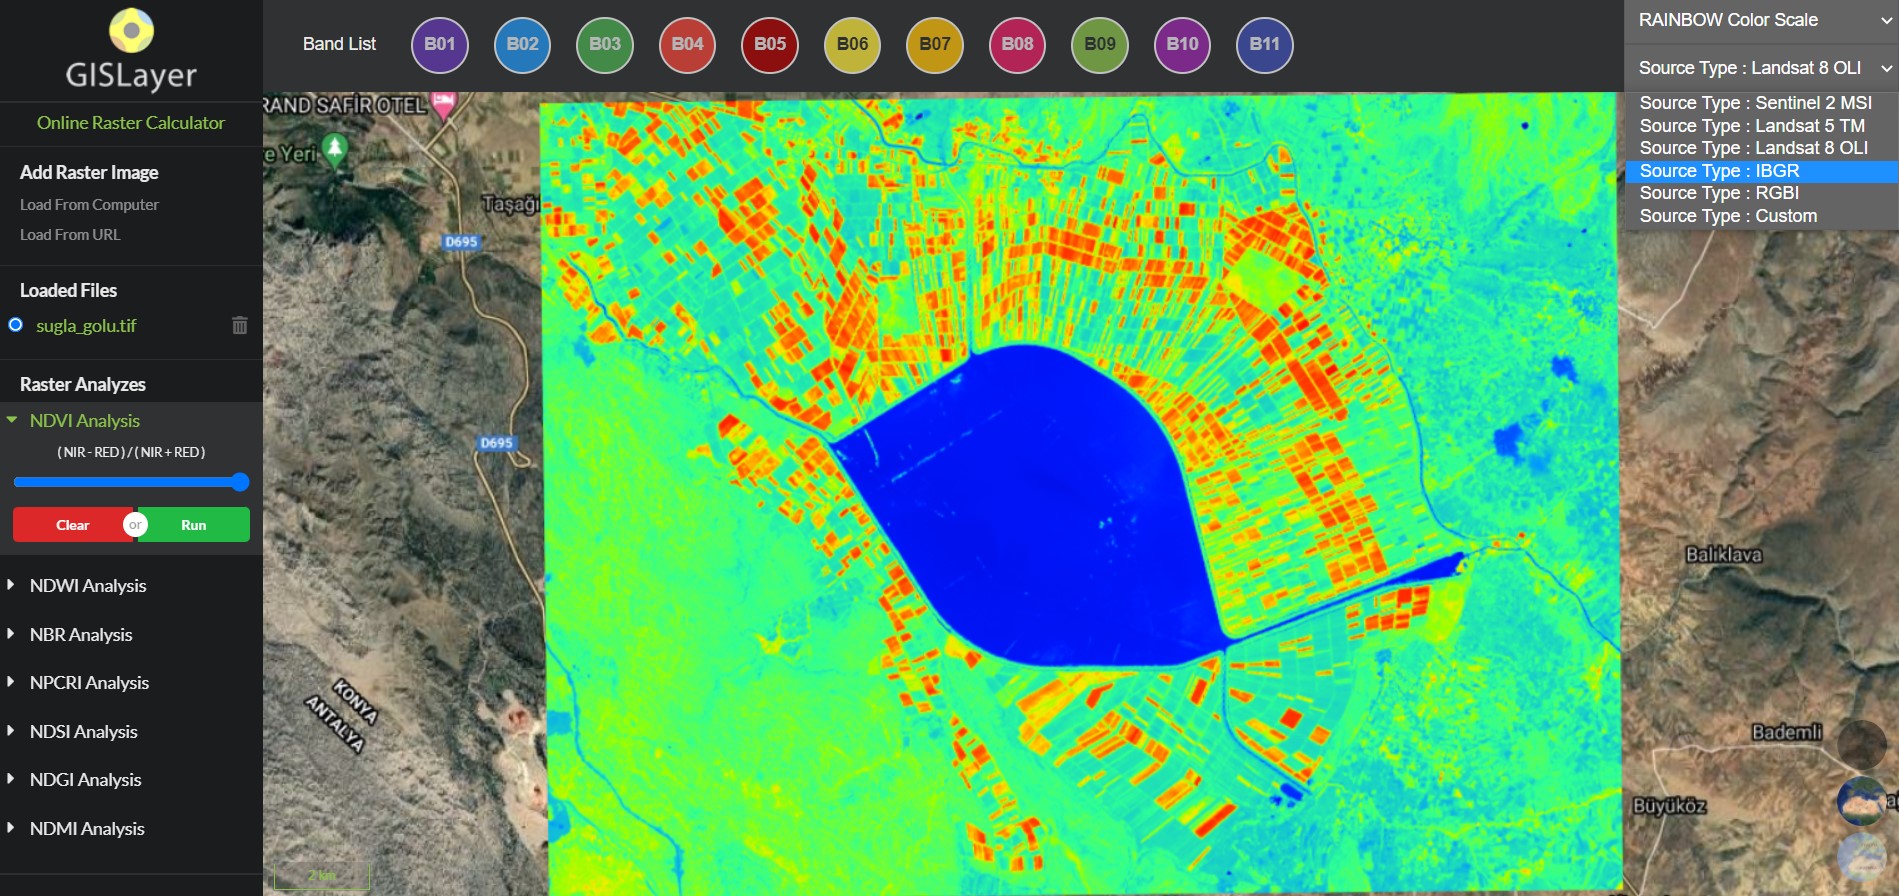 GISLayer
Online Raster Calculator
Add Raster Image
Load From Computer
Load From URL
Loaded Files
sugla_golu.tif
Raster Analyzes
NDVI Analysis
( NIR - RED ) / ( NIR + RED )
Clear or Run
NDWI Analysis
NBR Analysis
NPCRI Analysis
NDSI Analysis
NDGI Analysis
NDMI Analysis
Band List B01 B02 B03 B04 B05 B06 B07 B08 B09 B10 B11
RAINBOW Color Scale
Source Type : Landsat 8 OLI
Source Type : Sentinel 2 MSI
Source Type : Landsat 5 TM
Source Type : Landsat 8 OLI
Source Type : IBGR
Source Type : RGBI
Source Type : Custom
RAND SAFİR OTEL
e Yeri
Taşağı
D695
D695
KONYA
ANTALYA
Balıklava
Bademli
Büyüköz
2 km